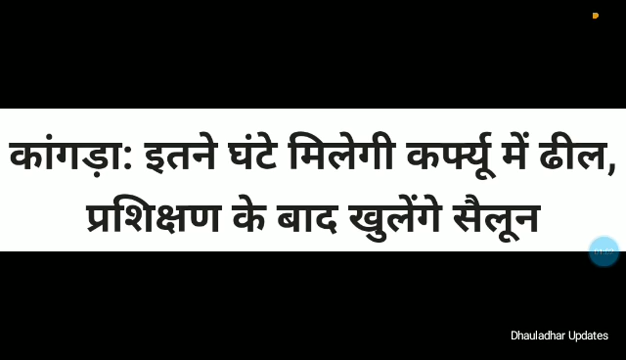 कांगड़ा: इतने घंटे मिलेगी कर्फ्यू में ढील,
प्रशिक्षण के बाद खुलेंगे सैलून
Dhauladhar Updates